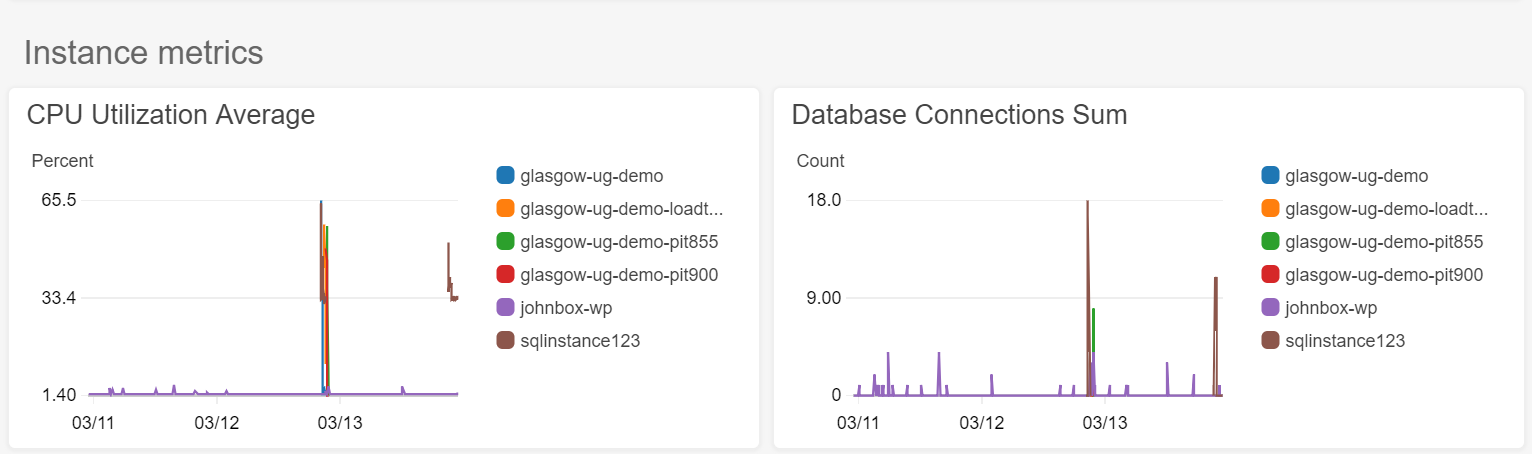 Instance metrics
CPU Utilization Average
Percent
65.5
33.4
1.40
03/11
03/12
03/13
glasgow-ug-demo
glasgow-ug-demo-loadt...
glasgow-ug-demo-pit855
glasgow-ug-demo-pit900
johnbox-wp
sqlinstance123
Database Connections Sum
Count
18.0
9.00
0
03/11
03/12
03/13
glasgow-ug-demo
glasgow-ug-demo-loadt...
glasgow-ug-demo-pit855
glasgow-ug-demo-pit900
johnbox-wp
sqlinstance123